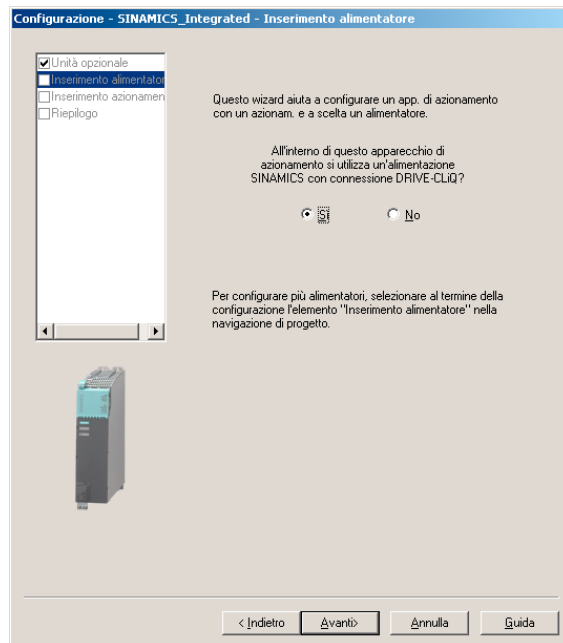 Configurazione - SINAMICS_Integrated - Inserimento alimentatore
Unità opzionale
Inserimento alimentator
Inserimento azionamen
Riepilogo
Questo wizard aiuta a configurare un app. di azionamento
con un azionam. e a scelta un alimentatore.
All'interno di questo apparecchio di
azionamento si utilizza un'alimentazione
SINAMICS con connessione DRIVE-CLiQ?
Sì
No
Per configurare più alimentatori, selezionare al termine della
configurazione l'elemento "Inserimento alimentatore" nella
navigazione di progetto.
< Indietro
Avanti>
Annulla
Guida